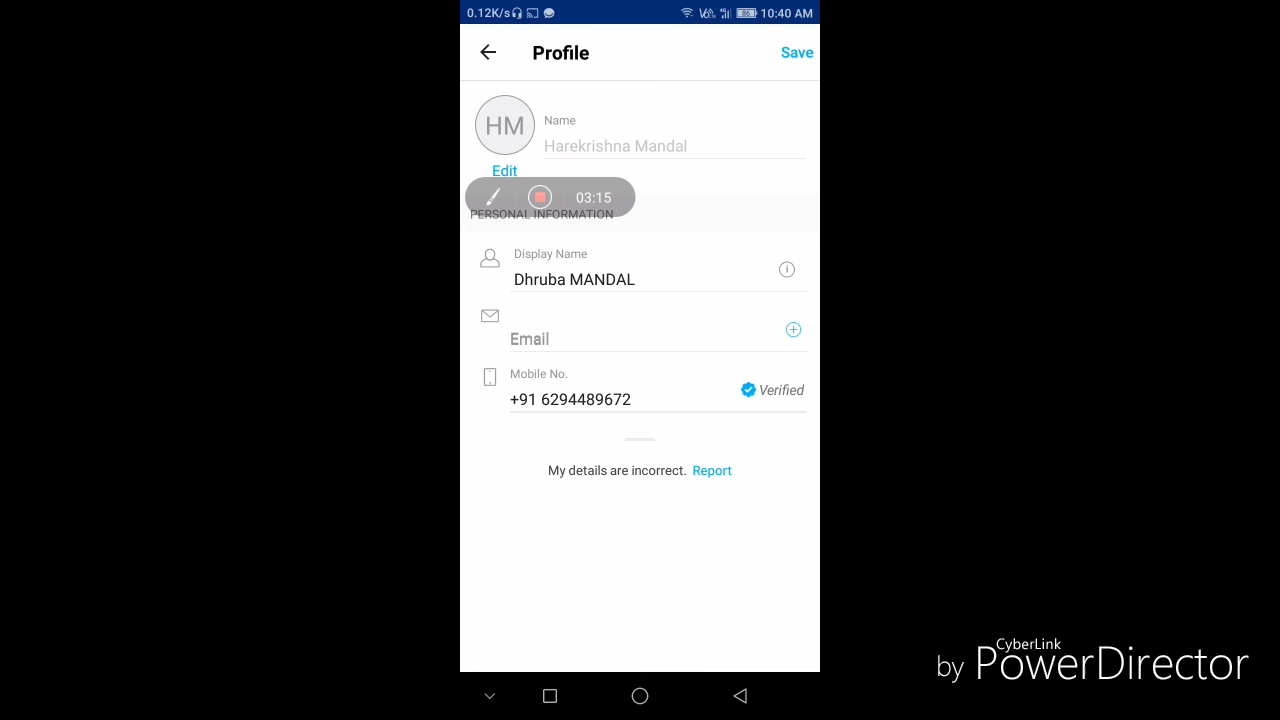 0.12K/s 86 10:40 AM
Profile Save
HM
Name
Harekrishna Mandal
Edit
03:15
PERSONAL INFORMATION
Display Name
Dhruba MANDAL
Email
Mobile No.
+91 6294489672
Verified
My details are incorrect. Report
CyberLink
by PowerDirector